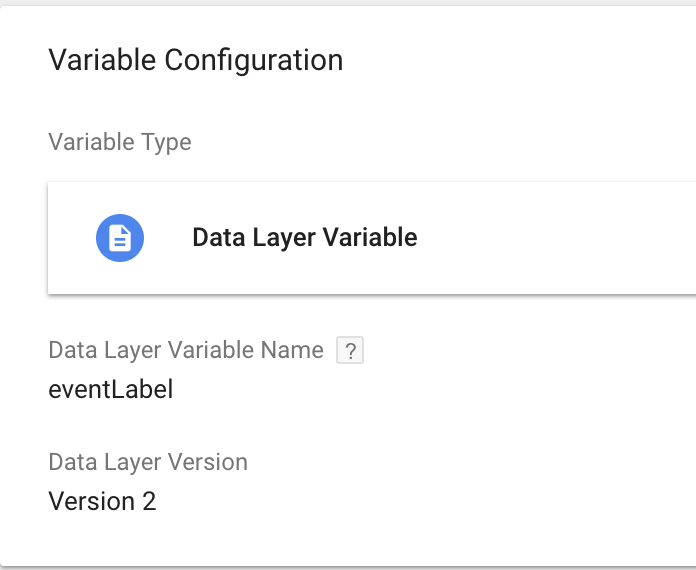 Variable Configuration
Variable Type
Data Layer Variable
Data Layer Variable Name ?
eventLabel
Data Layer Version
Version 2